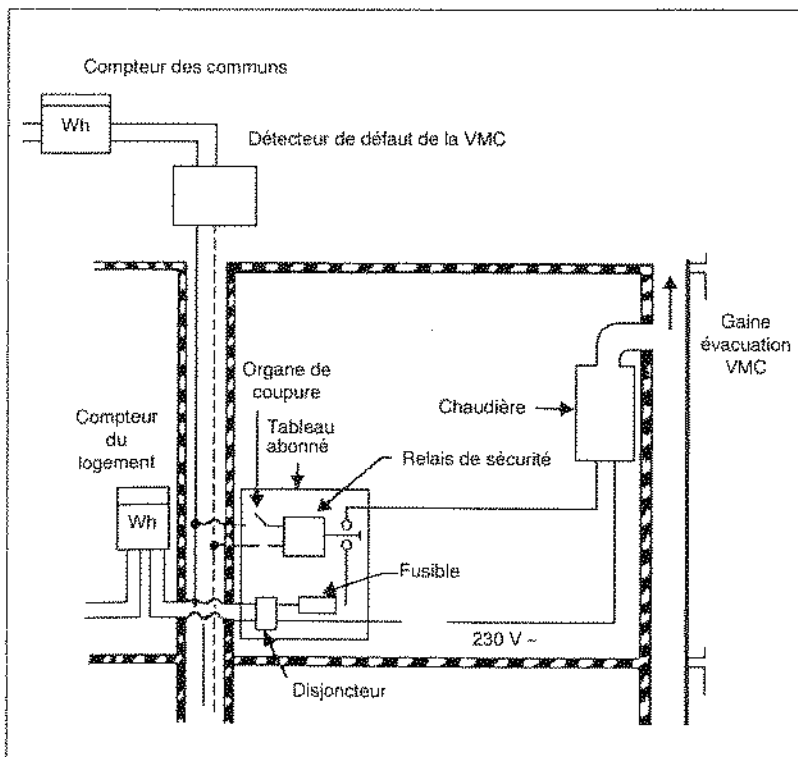 Compteur des communs
Wh
Détecteur de défaut de la VMC
Organe de
coupure
Tableau
abonné
Compteur
du
logement
Wh
Relais de sécurité
Chaudière
Gaine
évacuation
VMC
Fusible
230 V ~
Disjoncteur